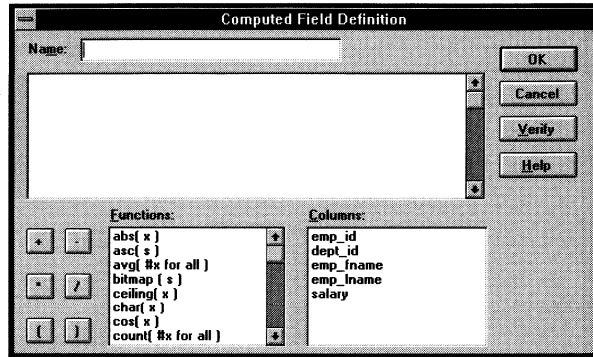 Computed Field Definition
Name:
OK
Cancel
Verify
Help
Functions:
abs( x )
asc( s )
avg( #x for all )
bitmap ( s )
ceiling( x )
char( x )
cos( x )
count( #x for all )
Columns:
emp_id
dept_id
emp_fname
emp_lname
salary
+ -
* /
( )